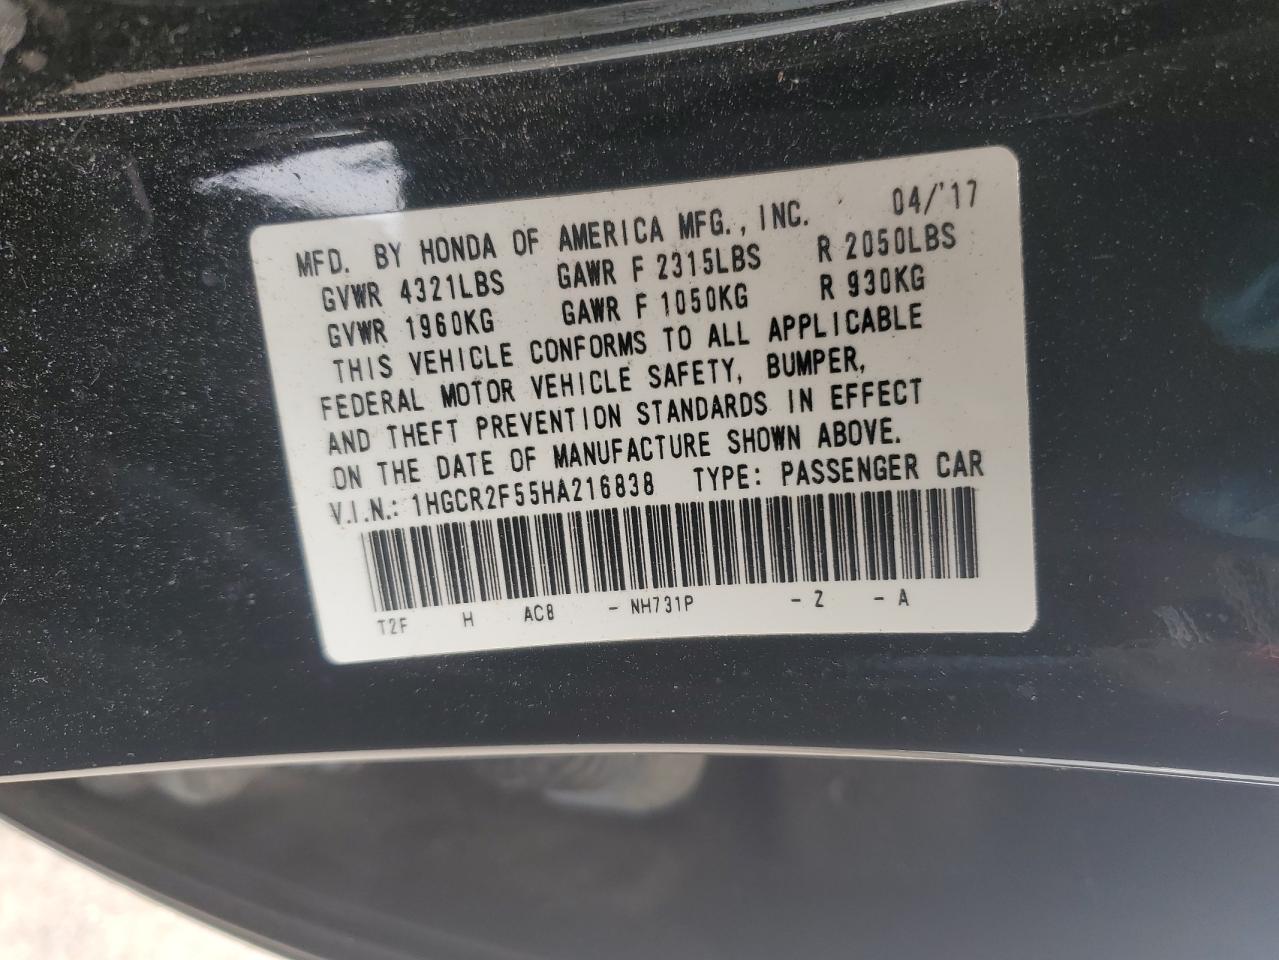 MFD. BY HONDA OF AMERICA MFG., INC. 04/'17
GVWR 4321LBS GAWR F 2315LBS R 2050LBS
GVWR 1960KG GAWR F 1050KG R 930KG
THIS VEHICLE CONFORMS TO ALL APPLICABLE
FEDERAL MOTOR VEHICLE SAFETY, BUMPER,
AND THEFT PREVENTION STANDARDS IN EFFECT
ON THE DATE OF MANUFACTURE SHOWN ABOVE.
V.I.N.: 1HGCR2F55HA216838 TYPE: PASSENGER CAR
T2F H AC8 - NH731P - Z - A